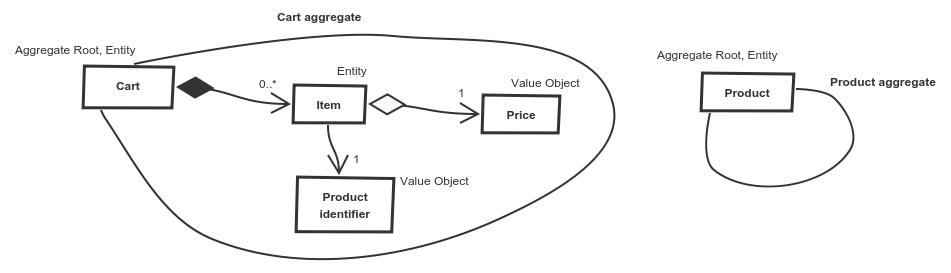 Cart aggregate
Aggregate Root, Entity
Cart
0..*
Entity
Item
1
Value Object
Price
1
Product
identifier
Value Object
Aggregate Root, Entity
Product
Product aggregate